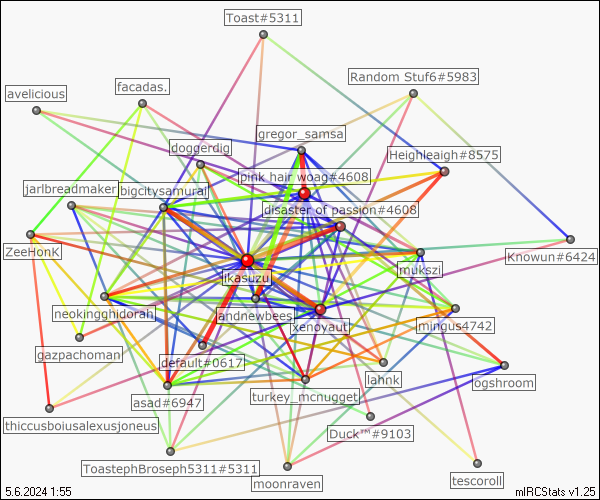 Toast#5311
Random Stuf6#5983
facadas.
avelicious
gregor_samsa
doggerdig
Heighleaigh#8575
pink hair woag#4608
jarlbreadmaker
bigcitysamurai
disaster of passion#4608
ZeeHonK
Knowun#6424
mukszi
ikasuzu
neokingghidorah
andnewbees
xenoyaut
mingus4742
gazpachoman
default#0617
lahnk
ogshroom
turkey_mcnugget
asad#6947
thiccusboiusalexusjoneus
Duck™#9103
ToastephBroseph5311#5311
moonraven
tescoroll
5.6.2024 1:55
mIRCStats v1.25